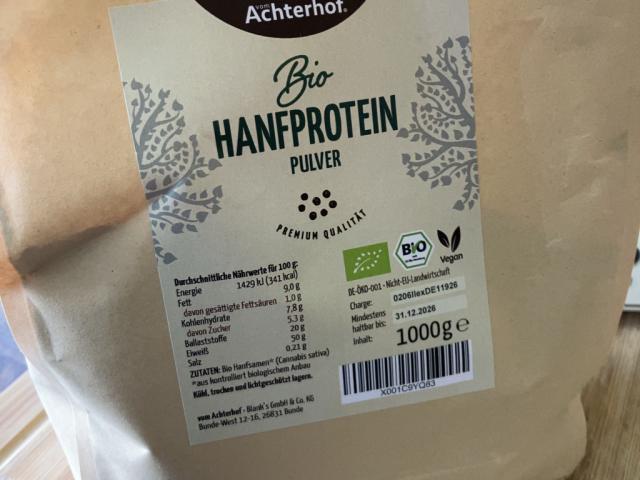 vom
Achterhof.
Bio
HANFPROTEIN
PULVER
PREMIUM QUALITÄT
Durchschnittliche Nährwerte für 100 g:
Energie 1429 kJ (341 kcal)
Fett 9,0 g
davon gesättigte Fettsäuren 1,0 g
Kohlenhydrate 7,8 g
davon Zucker 5,3 g
Ballaststoffe 20 g
Eiweiß 50 g
Salz 0,21 g
ZUTATEN: Bio Hanfsamen* (Cannabis sativa)
*aus kontrolliert biologischem Anbau
Kühl, trocken und lichtgeschützt lagern.
vom Achterhof - Blank's GmbH & Co. KG
Bunde-West 12-16, 26831 Bunde
BIO
Vegan
DE-ÖKO-001 - Nicht-EU-Landwirtschaft
Charge: 0206IlexDE11926
Mindestens
haltbar bis: 31.12.2026
Inhalt: 1000g e
X001C9YQ83